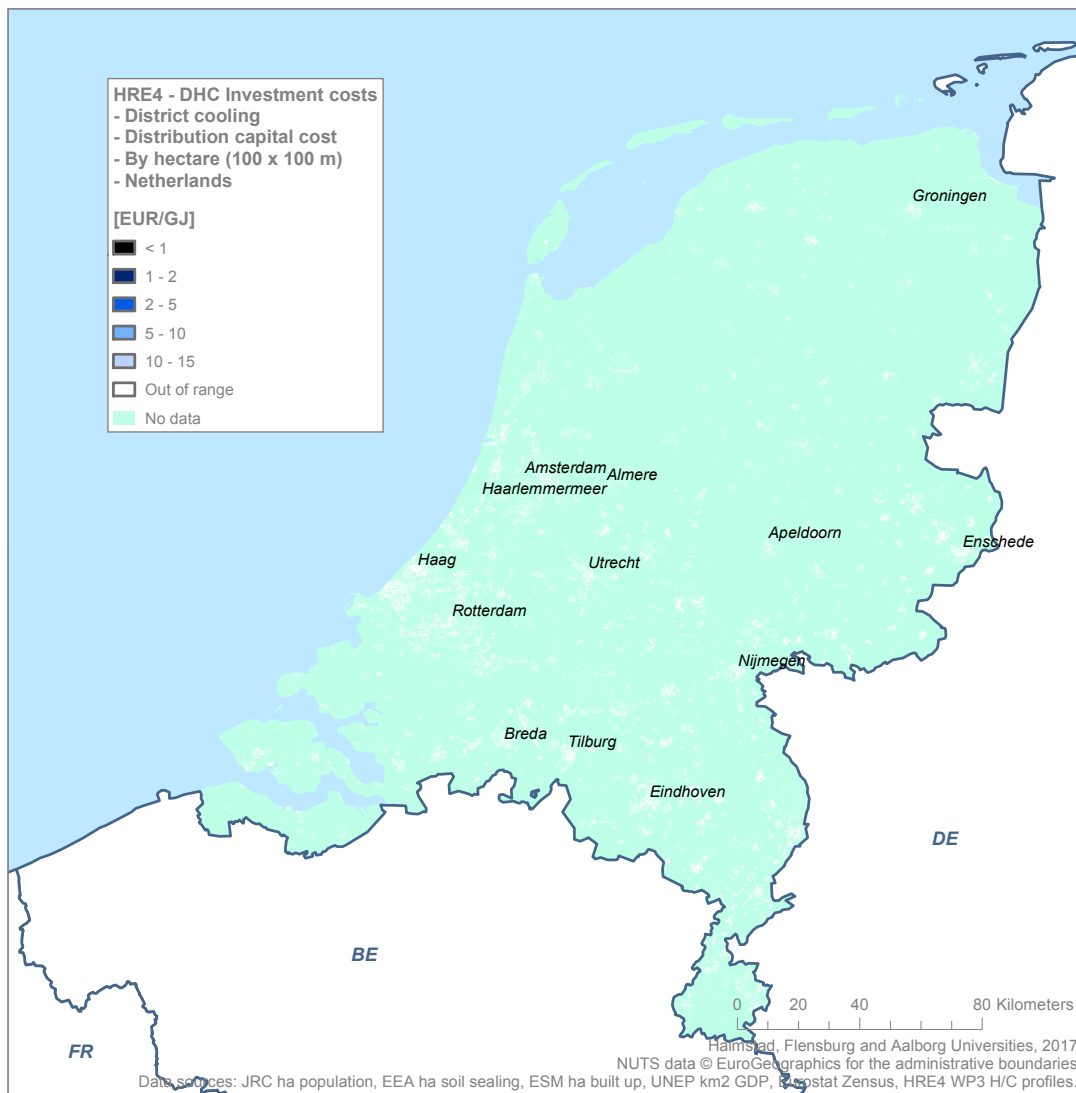 HRE4 - DHC Investment costs
- District cooling
- Distribution capital cost
- By hectare (100 x 100 m)
- Netherlands
[EUR/GJ]
< 1
1 - 2
2 - 5
5 - 10
10 - 15
Out of range
No data
Groningen
Amsterdam
Almere
Haarlemmermeer
Apeldoorn
Enschede
Haag
Utrecht
Rotterdam
Nijmegen
Breda
Tilburg
Eindhoven
DE
BE
FR
0 20 40 80 Kilometers
Halmstad, Flensburg and Aalborg Universities, 2017
NUTS data © EuroGeographics for the administrative boundaries
Data sources: JRC ha population, EEA ha soil sealing, ESM ha built up, UNEP km2 GDP, Eurostat Zensus, HRE4 WP3 H/C profiles.